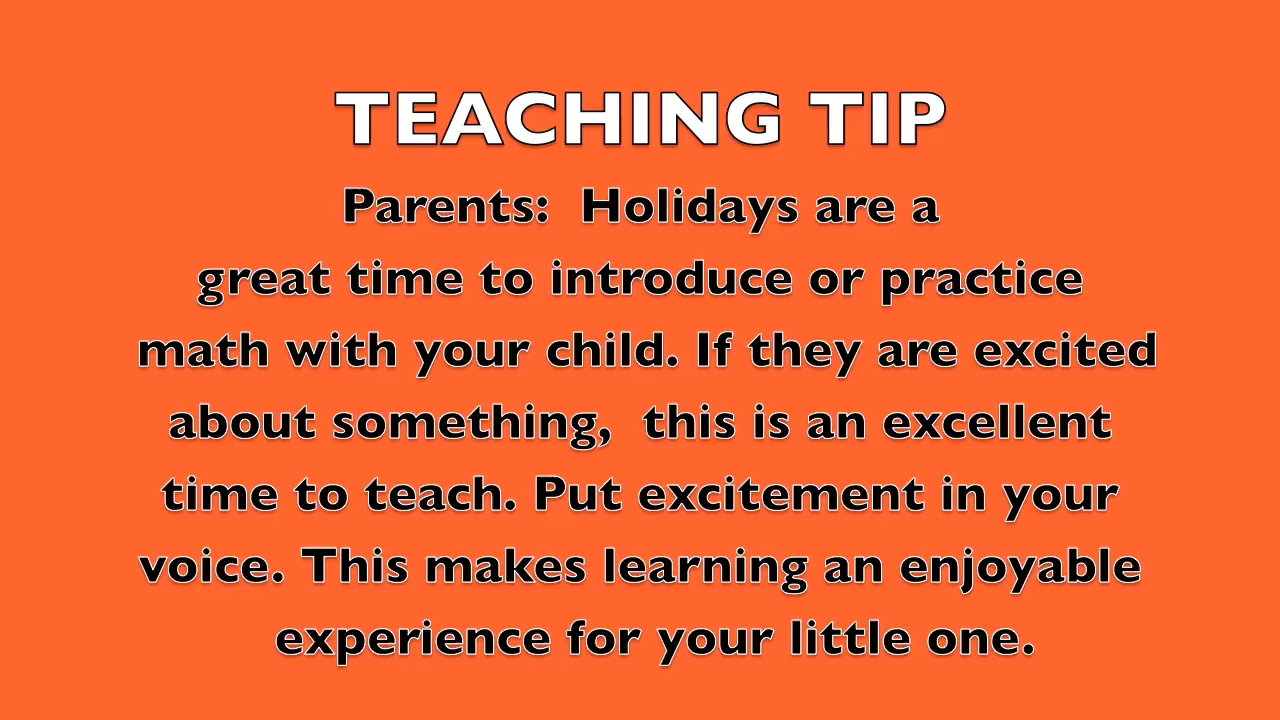 TEACHING TIP
Parents:  Holidays are a
great time to introduce or practice
math with your child. If they are excited
about something,  this is an excellent
time to teach. Put excitement in your
voice. This makes learning an enjoyable
experience for your little one.